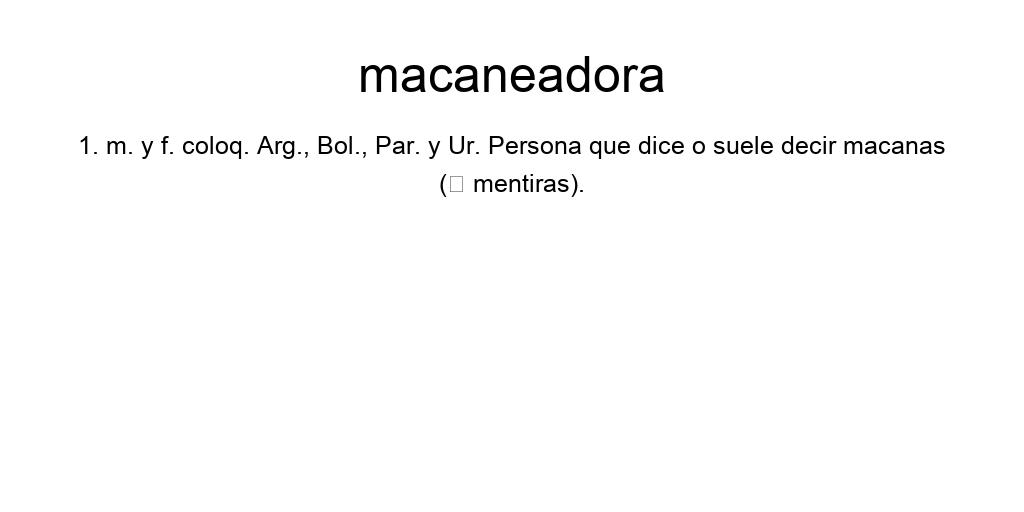 macaneadora
1. m. y f. coloq. Arg., Bol., Par. y Ur. Persona que dice o suele decir macanas
(□ mentiras).